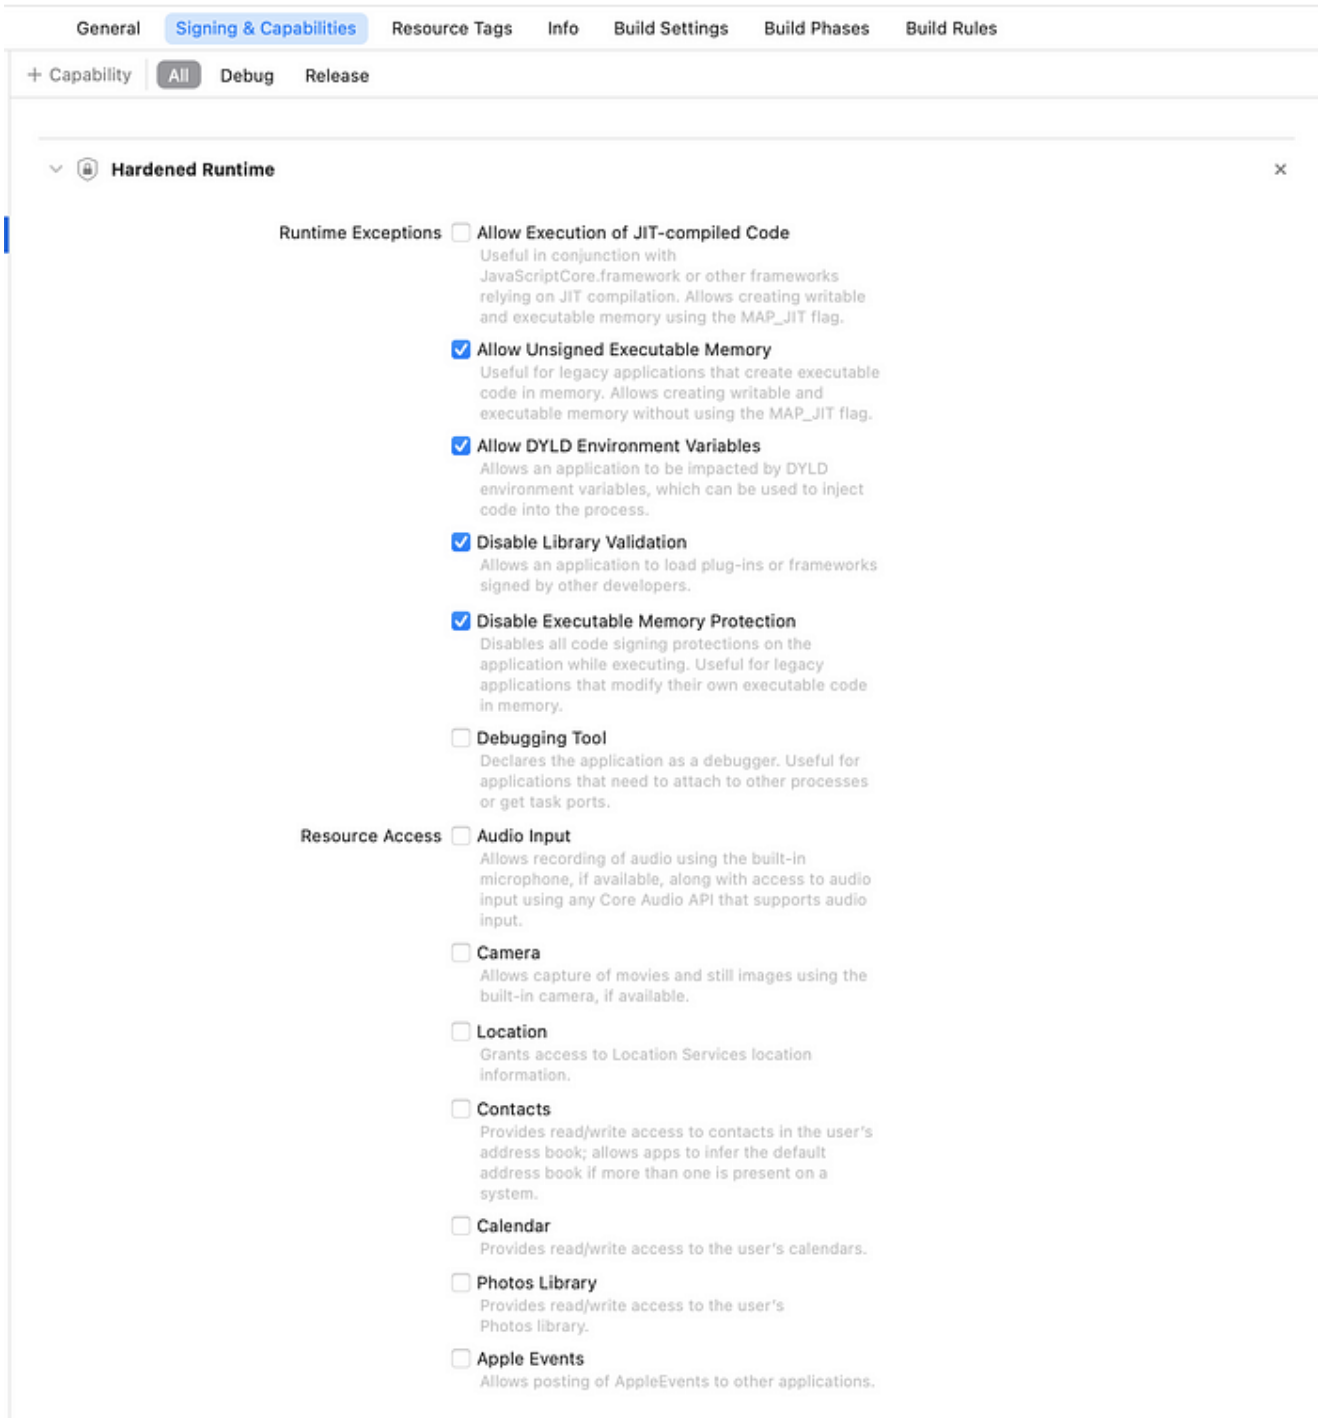 General Signing & Capabilities Resource Tags Info Build Settings Build Phases Build Rules
+ Capability All Debug Release
Hardened Runtime
Runtime Exceptions Allow Execution of JIT-compiled Code
Useful in conjunction with
JavaScriptCore.framework or other frameworks
relying on JIT compilation. Allows creating writable
and executable memory using the MAP_JIT flag.
Allow Unsigned Executable Memory
Useful for legacy applications that create executable
code in memory. Allows creating writable and
executable memory without using the MAP_JIT flag.
Allow DYLD Environment Variables
Allows an application to be impacted by DYLD
environment variables, which can be used to inject
code into the process.
Disable Library Validation
Allows an application to load plug-ins or frameworks
signed by other developers.
Disable Executable Memory Protection
Disables all code signing protections on the
application while executing. Useful for legacy
applications that modify their own executable code
in memory.
Debugging Tool
Declares the application as a debugger. Useful for
applications that need to attach to other processes
or get task ports.
Resource Access Audio Input
Allows recording of audio using the built-in
microphone, if available, along with access to audio
input using any Core Audio API that supports audio
input.
Camera
Allows capture of movies and still images using the
built-in camera, if available.
Location
Grants access to Location Services location
information.
Contacts
Provides read/write access to contacts in the user's
address book; allows apps to infer the default
address book if more than one is present on a
system.
Calendar
Provides read/write access to the user's calendars.
Photos Library
Provides read/write access to the user's
Photos library.
Apple Events
Allows posting of AppleEvents to other applications.